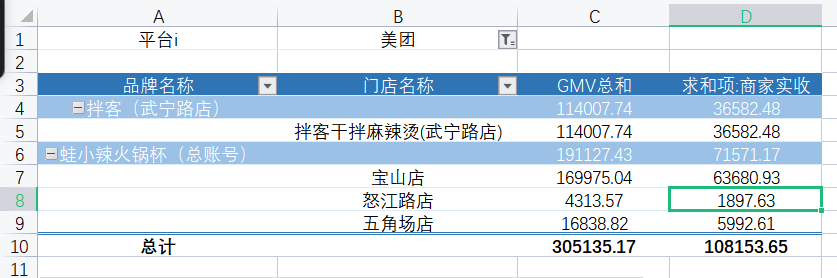 A B C D
1 平台i 美团
2
3 品牌名称 门店名称 GMV总和 求和项:商家实收
4 拌客（武宁路店） 114007.74 36582.48
5 拌客干拌麻辣烫(武宁路店) 114007.74 36582.48
6 蛙小辣火锅杯（总账号） 191127.43 71571.17
7 宝山店 169975.04 63680.93
8 怒江路店 4313.57 1897.63
9 五角场店 16838.82 5992.61
10 总计 305135.17 108153.65
11